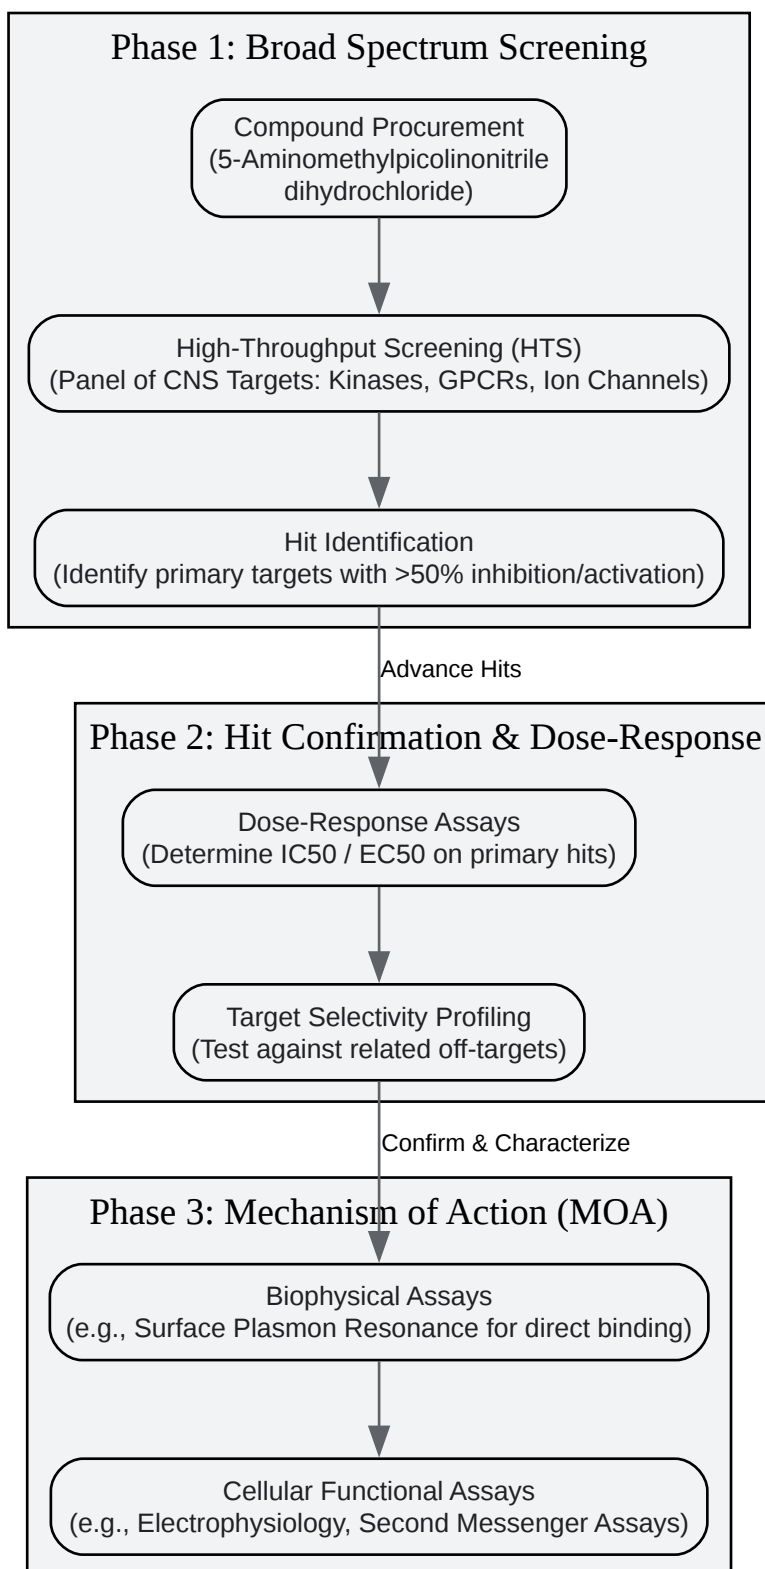 Phase 1: Broad Spectrum Screening
Compound Procurement
(5-Aminomethylpicolinonitrile
dihydrochloride)
High-Throughput Screening (HTS)
(Panel of CNS Targets: Kinases, GPCRs, Ion Channels)
Hit Identification
(Identify primary targets with >50% inhibition/activation)
Advance Hits
Phase 2: Hit Confirmation & Dose-Response
Dose-Response Assays
(Determine IC50 / EC50 on primary hits)
Target Selectivity Profiling
(Test against related off-targets)
Confirm & Characterize
Phase 3: Mechanism of Action (MOA)
Biophysical Assays
(e.g., Surface Plasmon Resonance for direct binding)
Cellular Functional Assays
(e.g., Electrophysiology, Second Messenger Assays)